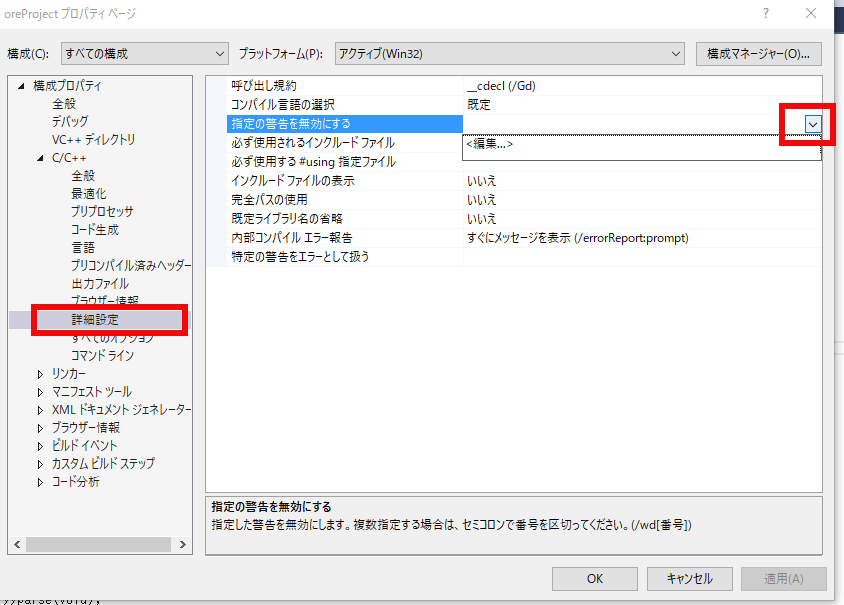 oreProject プロパティ ページ
?
構成(C): すべての構成 プラットフォーム(P): アクティブ(Win32) 構成マネージャー(O)...
構成プロパティ
全般
デバッグ
VC++ ディレクトリ
C/C++
全般
最適化
プリプロセッサ
コード生成
言語
プリコンパイル済みヘッダー
出力ファイル
ブラウザー情報
詳細設定
すべてのオプション
コマンド ライン
リンカー
マニフェスト ツール
XML ドキュメント ジェネレーター
ブラウザー情報
ビルド イベント
カスタム ビルド ステップ
コード分析
呼び出し規約 __cdecl (/Gd)
コンパイル言語の選択 既定
指定の警告を無効にする
必ず使用されるインクルード ファイル <編集...>
必ず使用する #using 指定ファイル
インクルード ファイルの表示 いいえ
完全パスの使用 いいえ
既定ライブラリ名の省略 いいえ
内部コンパイル エラー報告 すぐにメッセージを表示 (/errorReport:prompt)
特定の警告をエラーとして扱う
指定の警告を無効にする
指定した警告を無効にします。複数指定する場合は、セミコロンで番号を区切ってください。(/wd[番号])
OK キャンセル 適用(A)
yyparse(void);